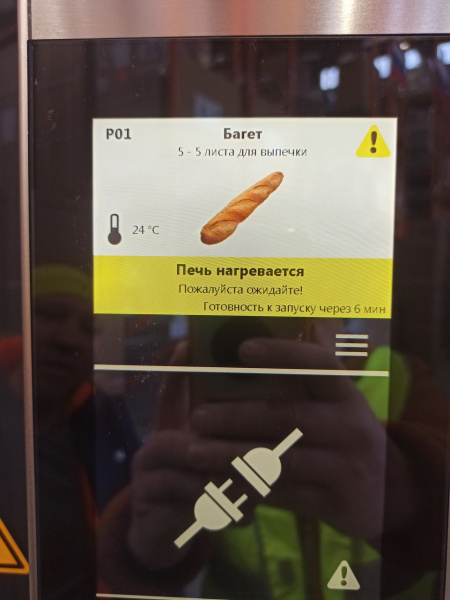 P01
Багет
5 - 5 листа для выпечки
24 °C
Печь нагревается
Пожалуйста ожидайте!
Готовность к запуску через 6 мин